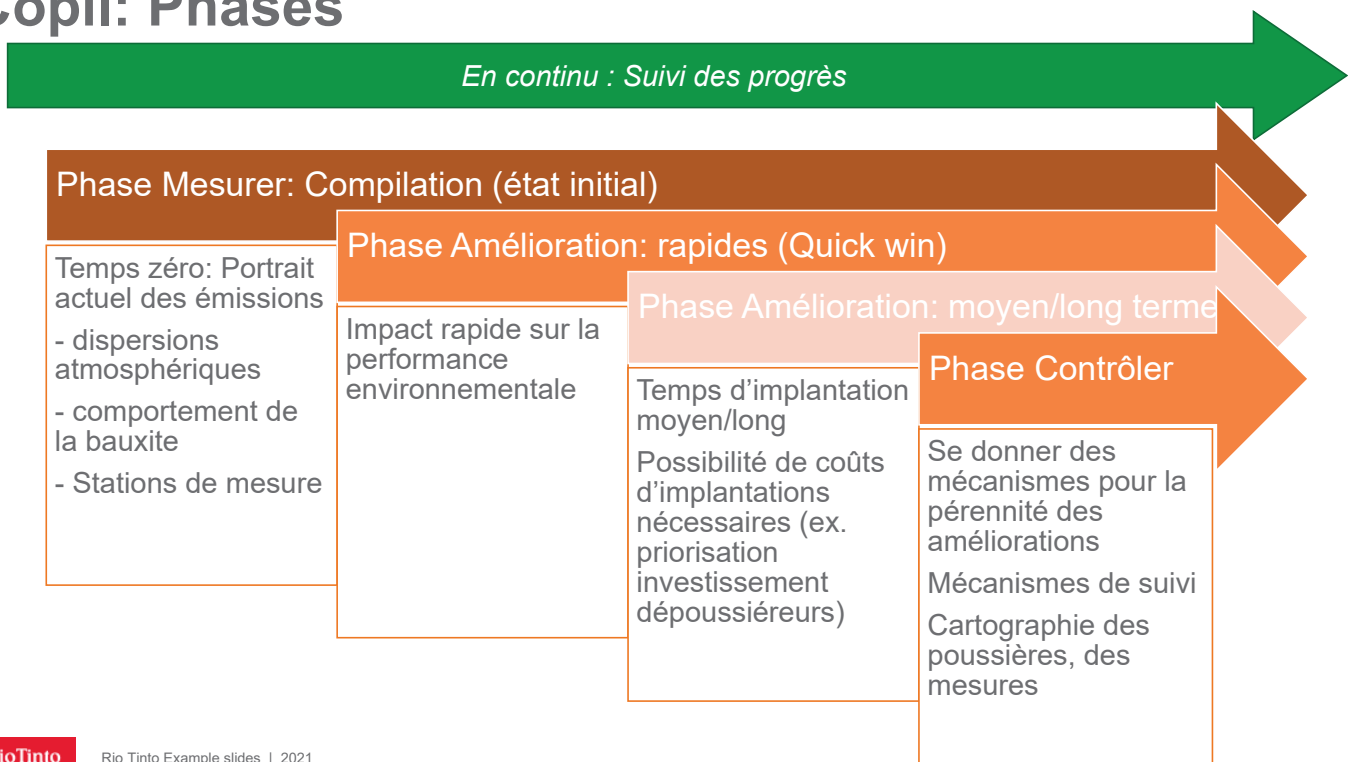 Copil: Phases
En continu : Suivi des progrès
Phase Mesurer: Compilation (état initial)
Temps zéro: Portrait
actuel des émissions
- dispersions
atmosphériques
- comportement de
la bauxite
- Stations de mesure
Phase Amélioration: rapides (Quick win)
Impact rapide sur la
performance
environnementale
Phase Amélioration: moyen/long terme
Temps d’implantation
moyen/long
Possibilité de coûts
d’implantations
nécessaires (ex.
priorisation
investissement
dépoussiéreurs)
Phase Contrôler
Se donner des
mécanismes pour la
pérennité des
améliorations
Mécanismes de suivi
Cartographie des
poussières, des
mesures
RioTinto
Rio Tinto Example slides | 2021